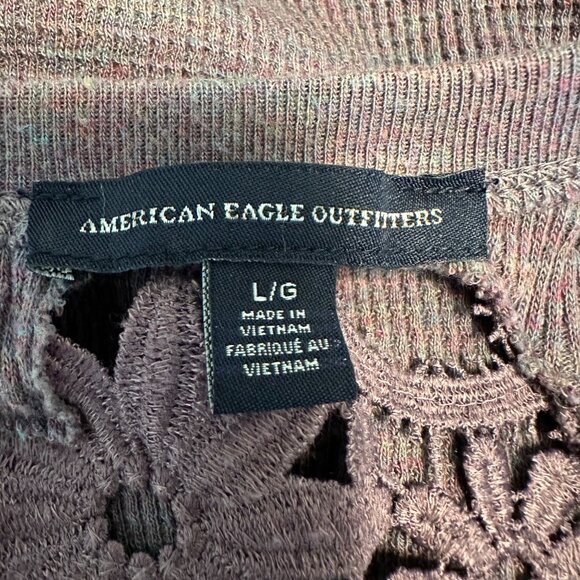 AMERICAN EAGLE OUTFITTERS
L/G
MADE IN
VIETNAM
FABRIQUÉ AU
VIETNAM